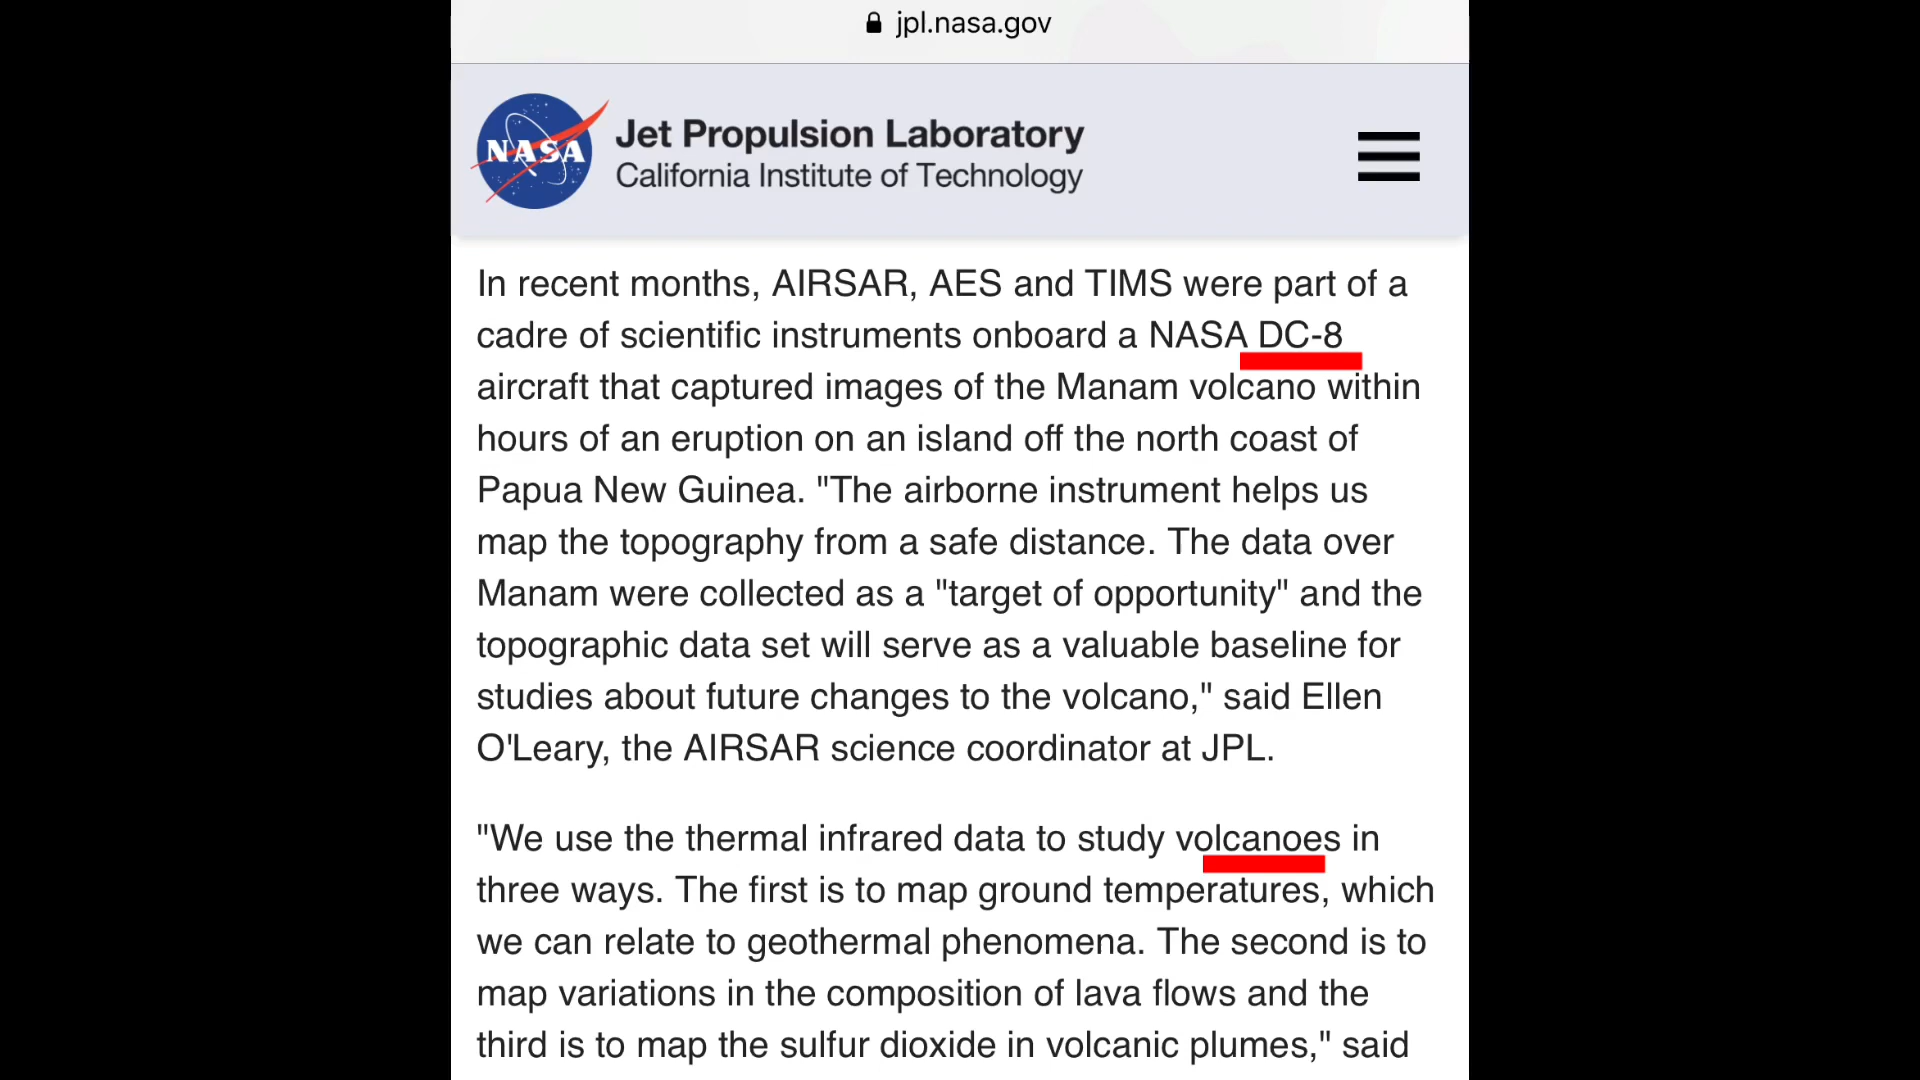 jpl.nasa.gov
NASA
Jet Propulsion Laboratory
California Institute of Technology
In recent months, AIRSAR, AES and TIMS were part of a
cadre of scientific instruments onboard a NASA DC-8
aircraft that captured images of the Manam volcano within
hours of an eruption on an island off the north coast of
Papua New Guinea. "The airborne instrument helps us
map the topography from a safe distance. The data over
Manam were collected as a "target of opportunity" and the
topographic data set will serve as a valuable baseline for
studies about future changes to the volcano," said Ellen
O'Leary, the AIRSAR science coordinator at JPL.
"We use the thermal infrared data to study volcanoes in
three ways. The first is to map ground temperatures, which
we can relate to geothermal phenomena. The second is to
map variations in the composition of lava flows and the
third is to map the sulfur dioxide in volcanic plumes," said